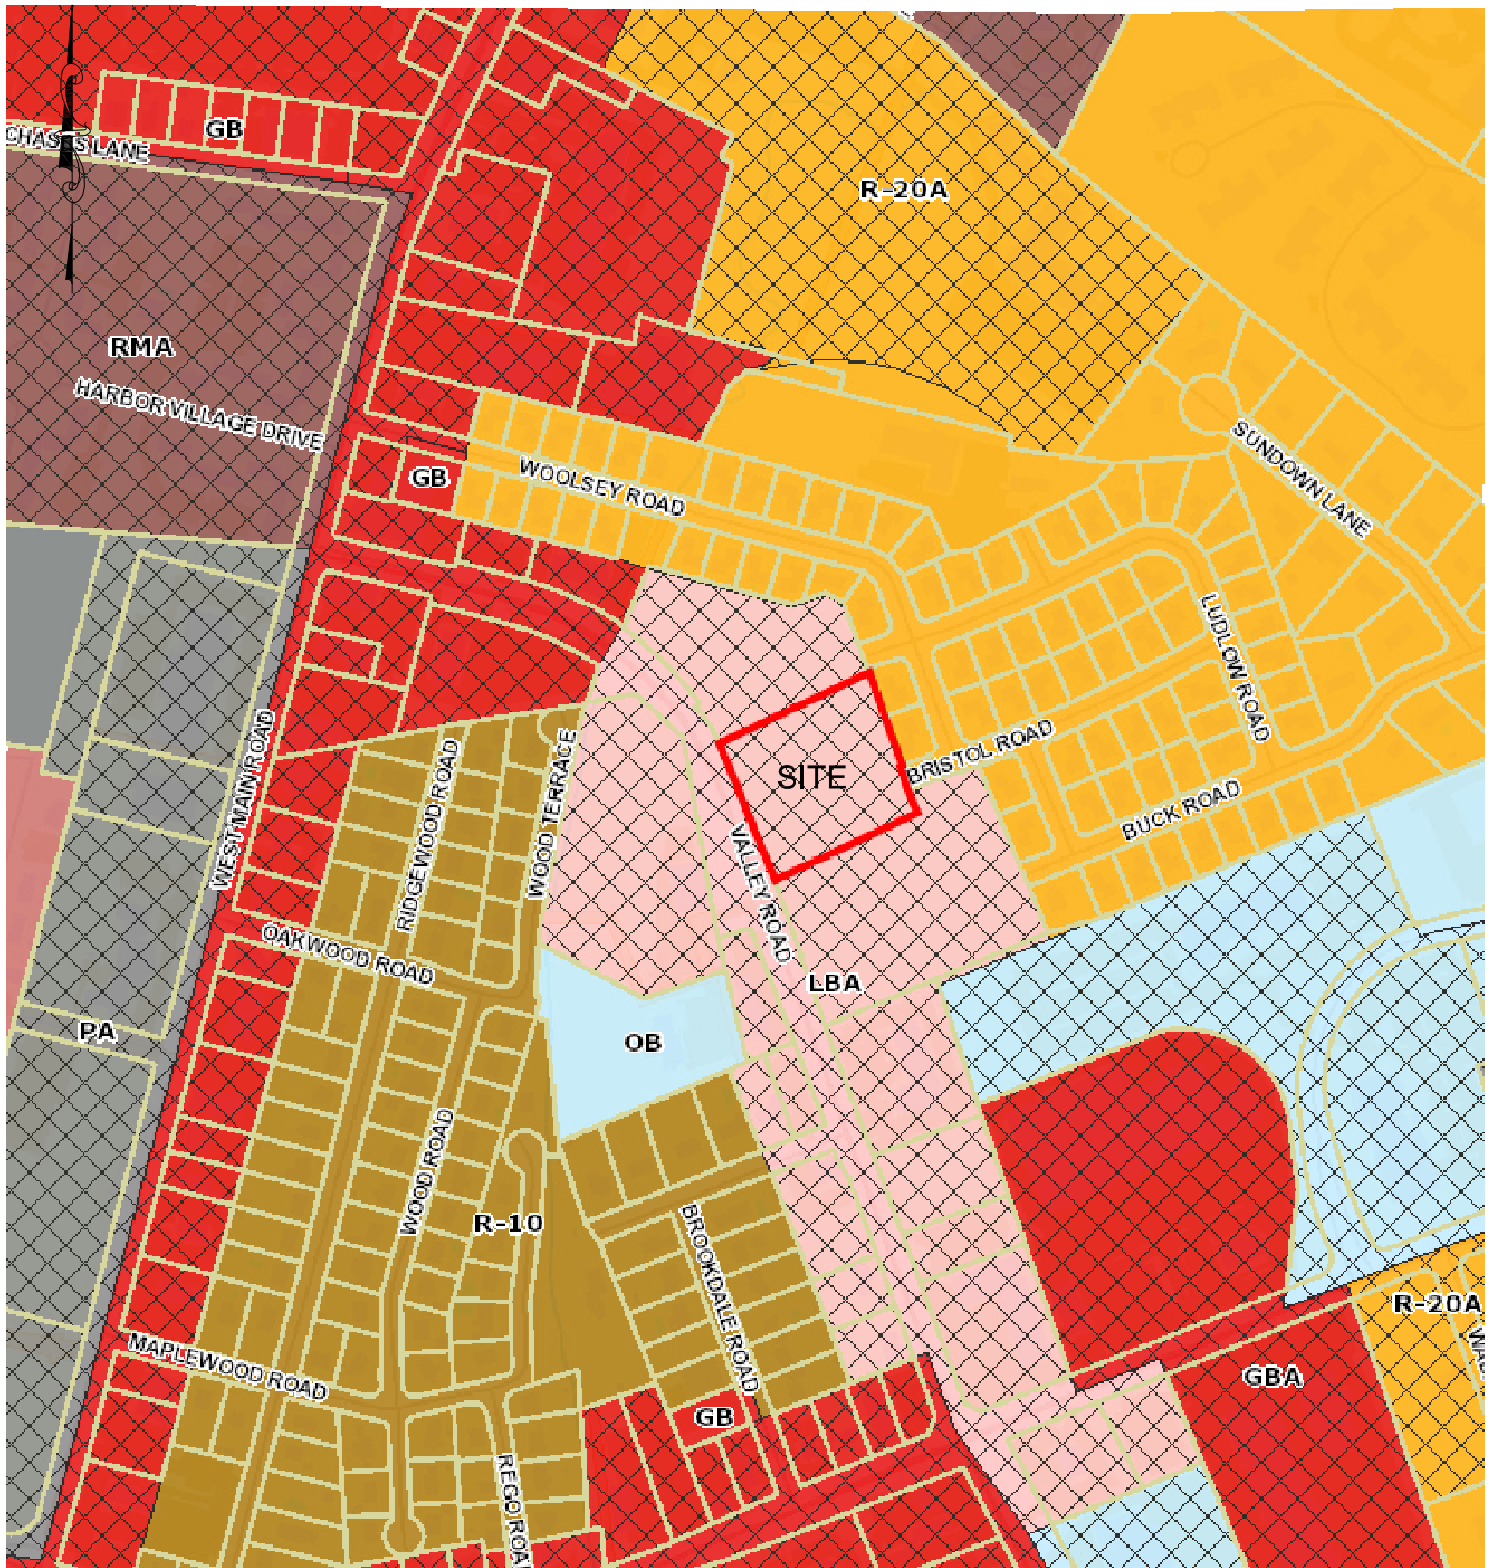 GB
CHASES LANE
R-20A
RMA
HARBOR VILLAGE DRIVE
SUNDOWN LANE
GB
WOOLSEY ROAD
LUDLOW ROAD
WEST MAIN ROAD
RIDGEWOOD ROAD
WOOD TERRACE
SITE
BRISTOL ROAD
BUCK ROAD
VALLEY ROAD
OAKWOOD ROAD
LBA
PA
OB
WOOD ROAD
R-10
BROOKDALE ROAD
R-20A
MAPLEWOOD ROAD
GBA
GB
REGO ROA